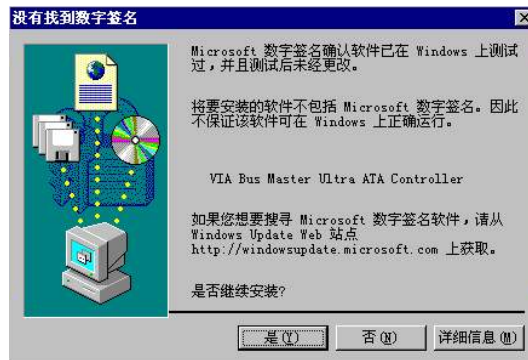 没有找到数字签名
Microsoft 数字签名确认软件已在 Windows 上测试
过，并且测试后未经更改。
将要安装的软件不包括 Microsoft 数字签名。因此
不保证该软件可在 Windows 上正确运行。
VIA Bus Master Ultra ATA Controller
如果您想要搜寻 Microsoft 数字签名软件，请从
Windows Update Web 站点
http://windowsupdate.microsoft.com 上获取。
是否继续安装?
是(Y) 否(N) 详细信息(M)